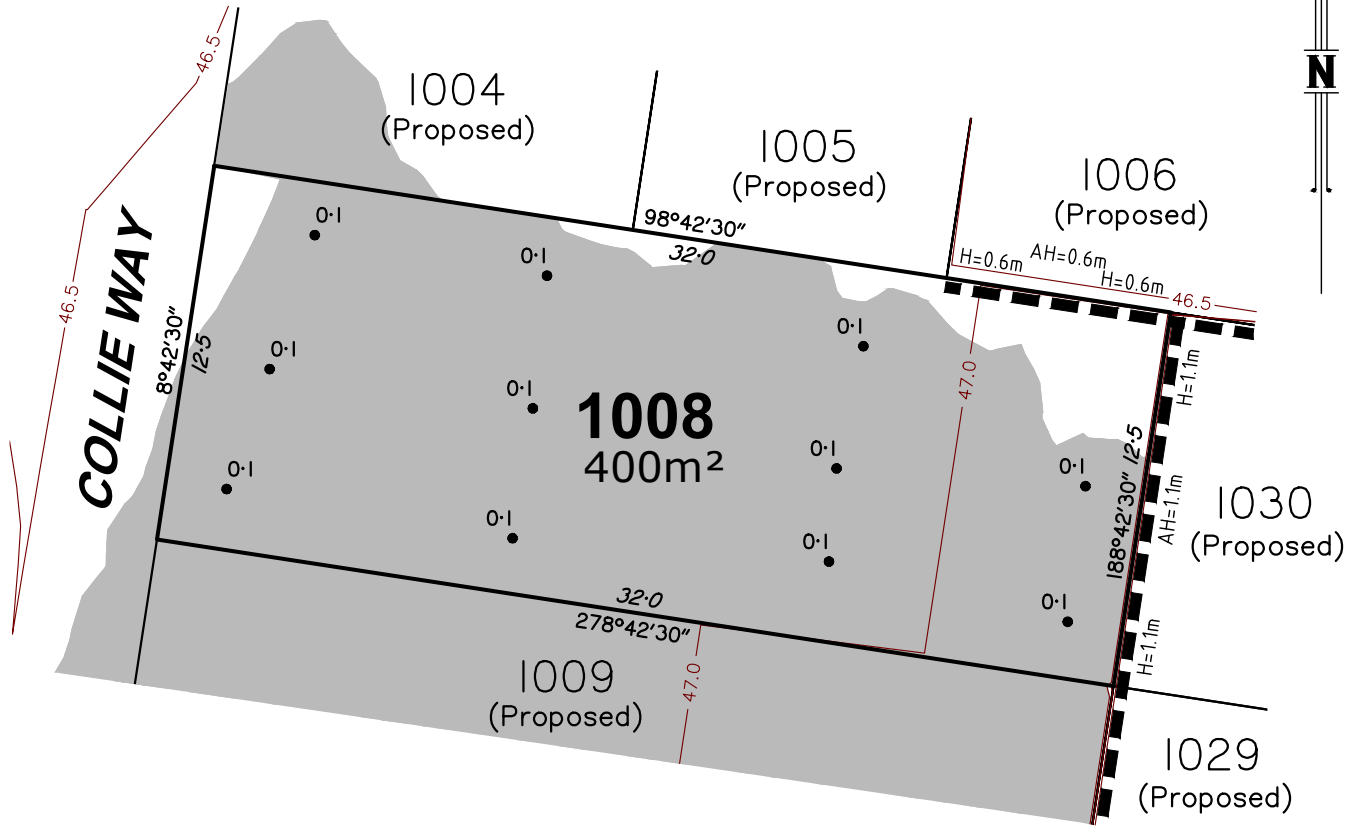 46.5
N
1004
(Proposed)
1005
(Proposed)
1006
(Proposed)
98°42'30"
32·0
H=0.6m
AH=0.6m
H=0.6m
46.5
0·1
0·1
0·1
0·1
0·1
0·1
0·1
0·1
0·1
0·1
0·1
46.5
COLLIE WAY
8°42'30"
12·5
47.0
1008
400m²
H=1.1m
AH=1.1m
H=1.1m
188°42'30"
12·5
1030
(Proposed)
32·0
278°42'30"
1009
(Proposed)
47.0
1029
(Proposed)